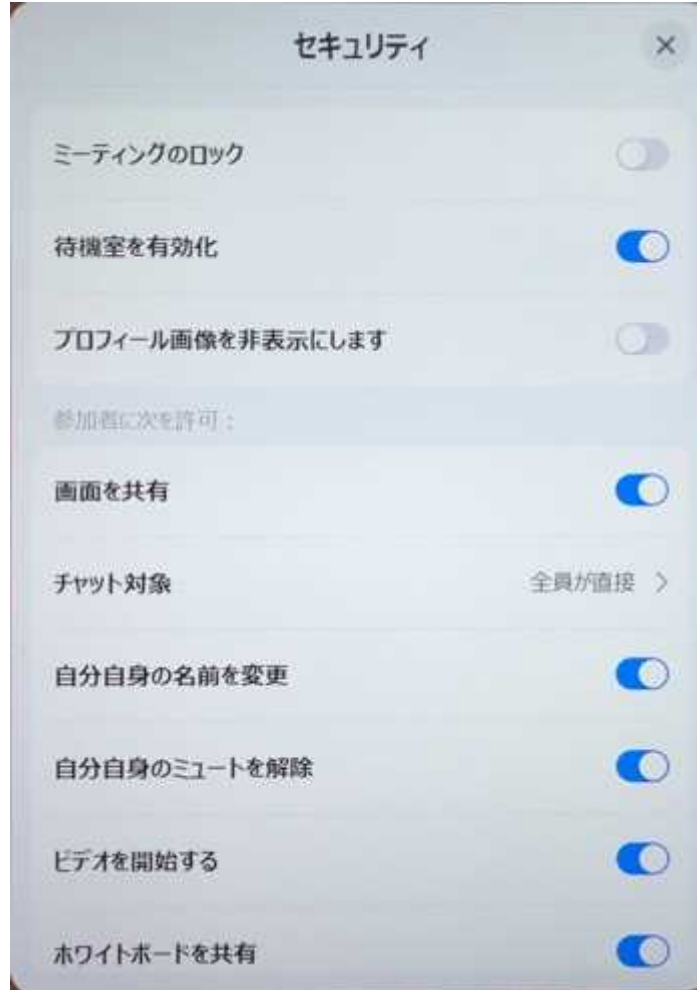 セキュリティ
ミーティングのロック
待機室を有効化
プロフィール画像を非表示にします
参加者に次を許可：
画面を共有
チャット対象
全員が直接
自分自身の名前を変更
自分自身のミュートを解除
ビデオを開始する
ホワイトボードを共有